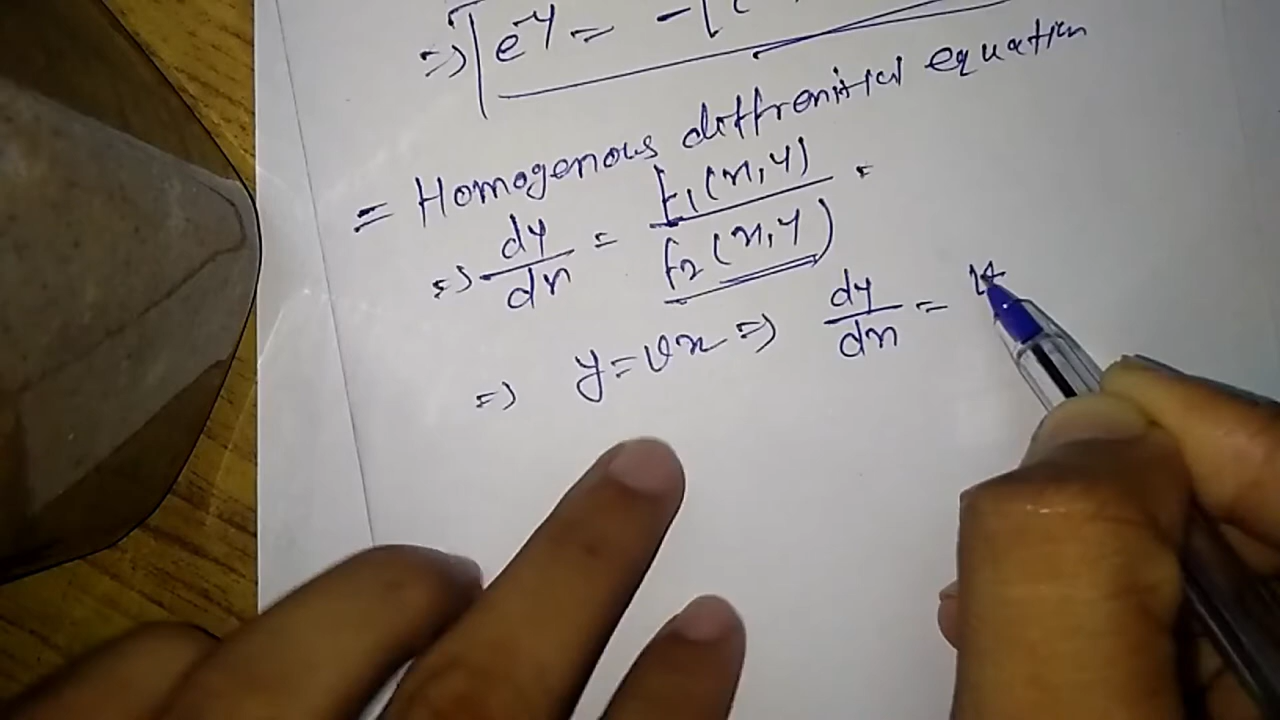 => e^-y = -[
= Homogenous diffrenitial equation
=> dy/dx = f1(x,y)/f2(x,y) =
=> y=vx => dy/dx =